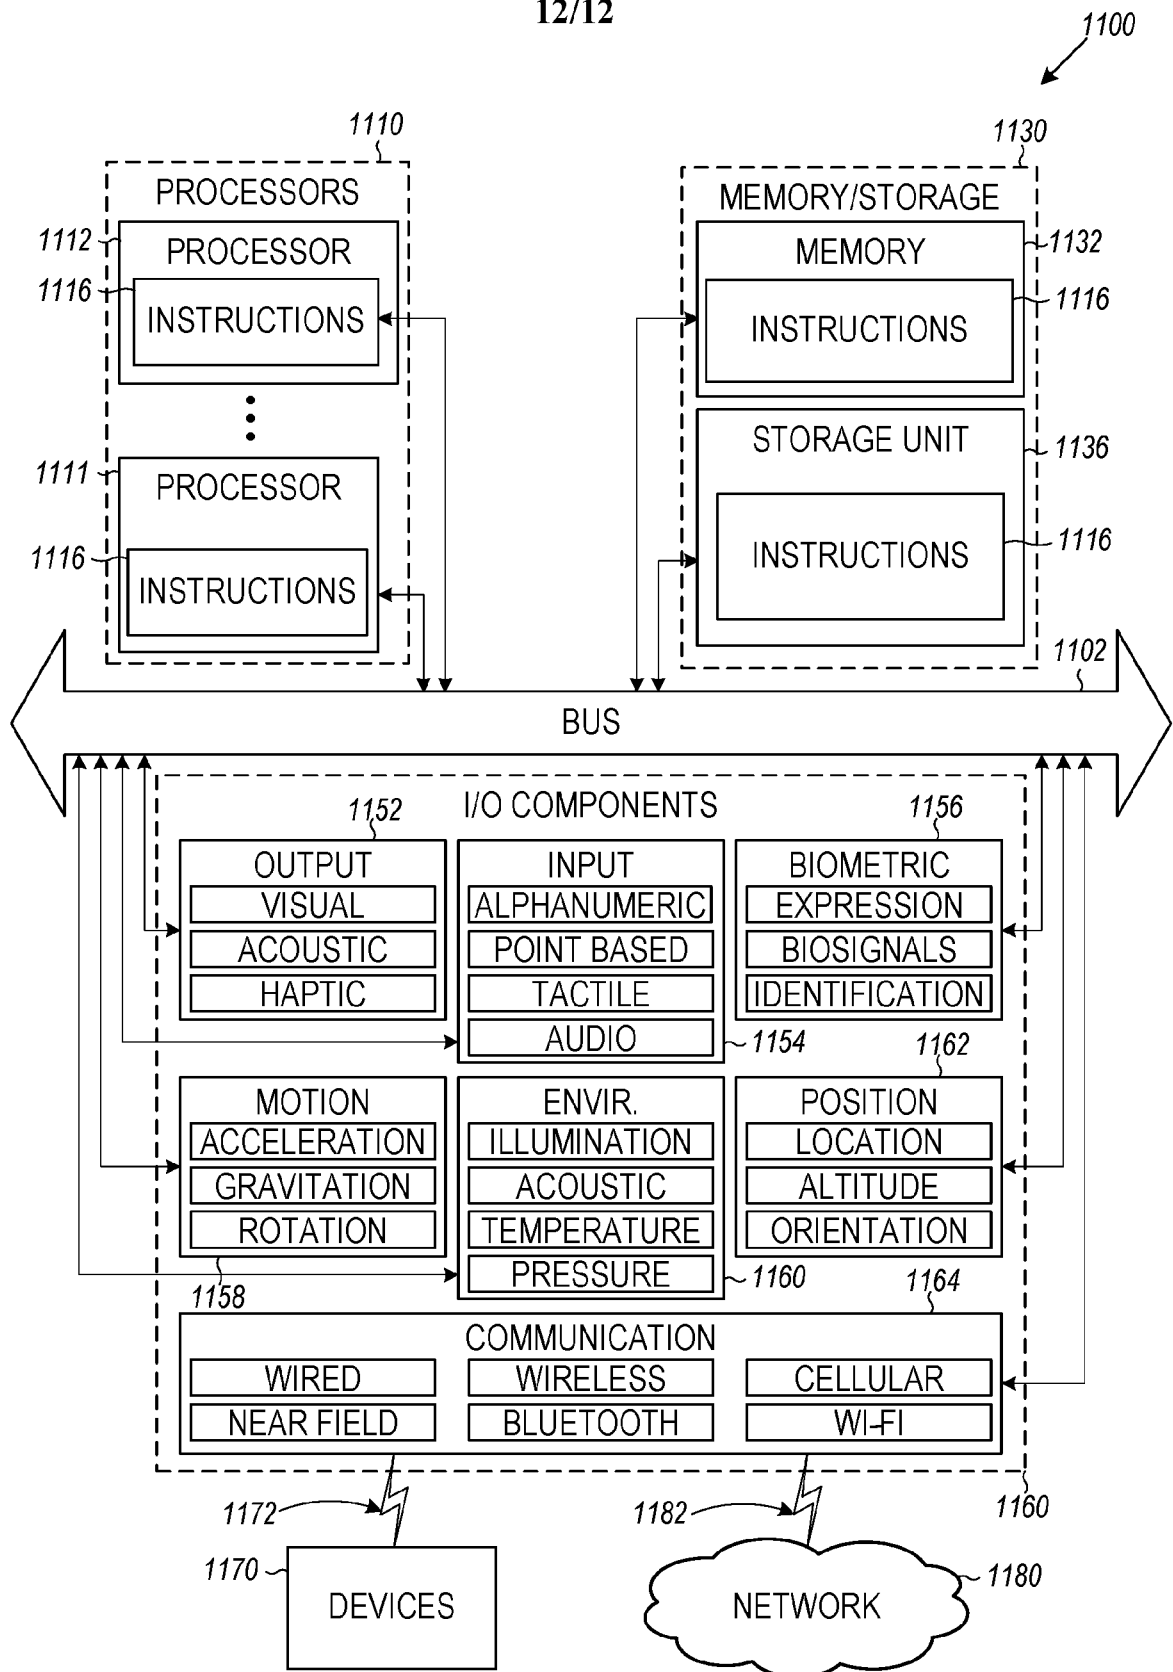 12/12
1100
1110
PROCESSORS
1112
PROCESSOR
1116
INSTRUCTIONS
1111
PROCESSOR
1116
INSTRUCTIONS
1130
MEMORY/STORAGE
1132
MEMORY
1116
INSTRUCTIONS
1136
STORAGE UNIT
1116
INSTRUCTIONS
1102
BUS
I/O COMPONENTS
1152
OUTPUT
VISUAL
ACOUSTIC
HAPTIC
INPUT
ALPHANUMERIC
POINT BASED
TACTILE
AUDIO
1154
1156
BIOMETRIC
EXPRESSION
BIOSIGNALS
IDENTIFICATION
MOTION
ACCELERATION
GRAVITATION
ROTATION
1158
ENVIR.
ILLUMINATION
ACOUSTIC
TEMPERATURE
PRESSURE
1160
1162
POSITION
LOCATION
ALTITUDE
ORIENTATION
1164
COMMUNICATION
WIRED
WIRELESS
CELLULAR
NEAR FIELD
BLUETOOTH
WI-FI
1160
1172
1182
1170
DEVICES
NETWORK
1180